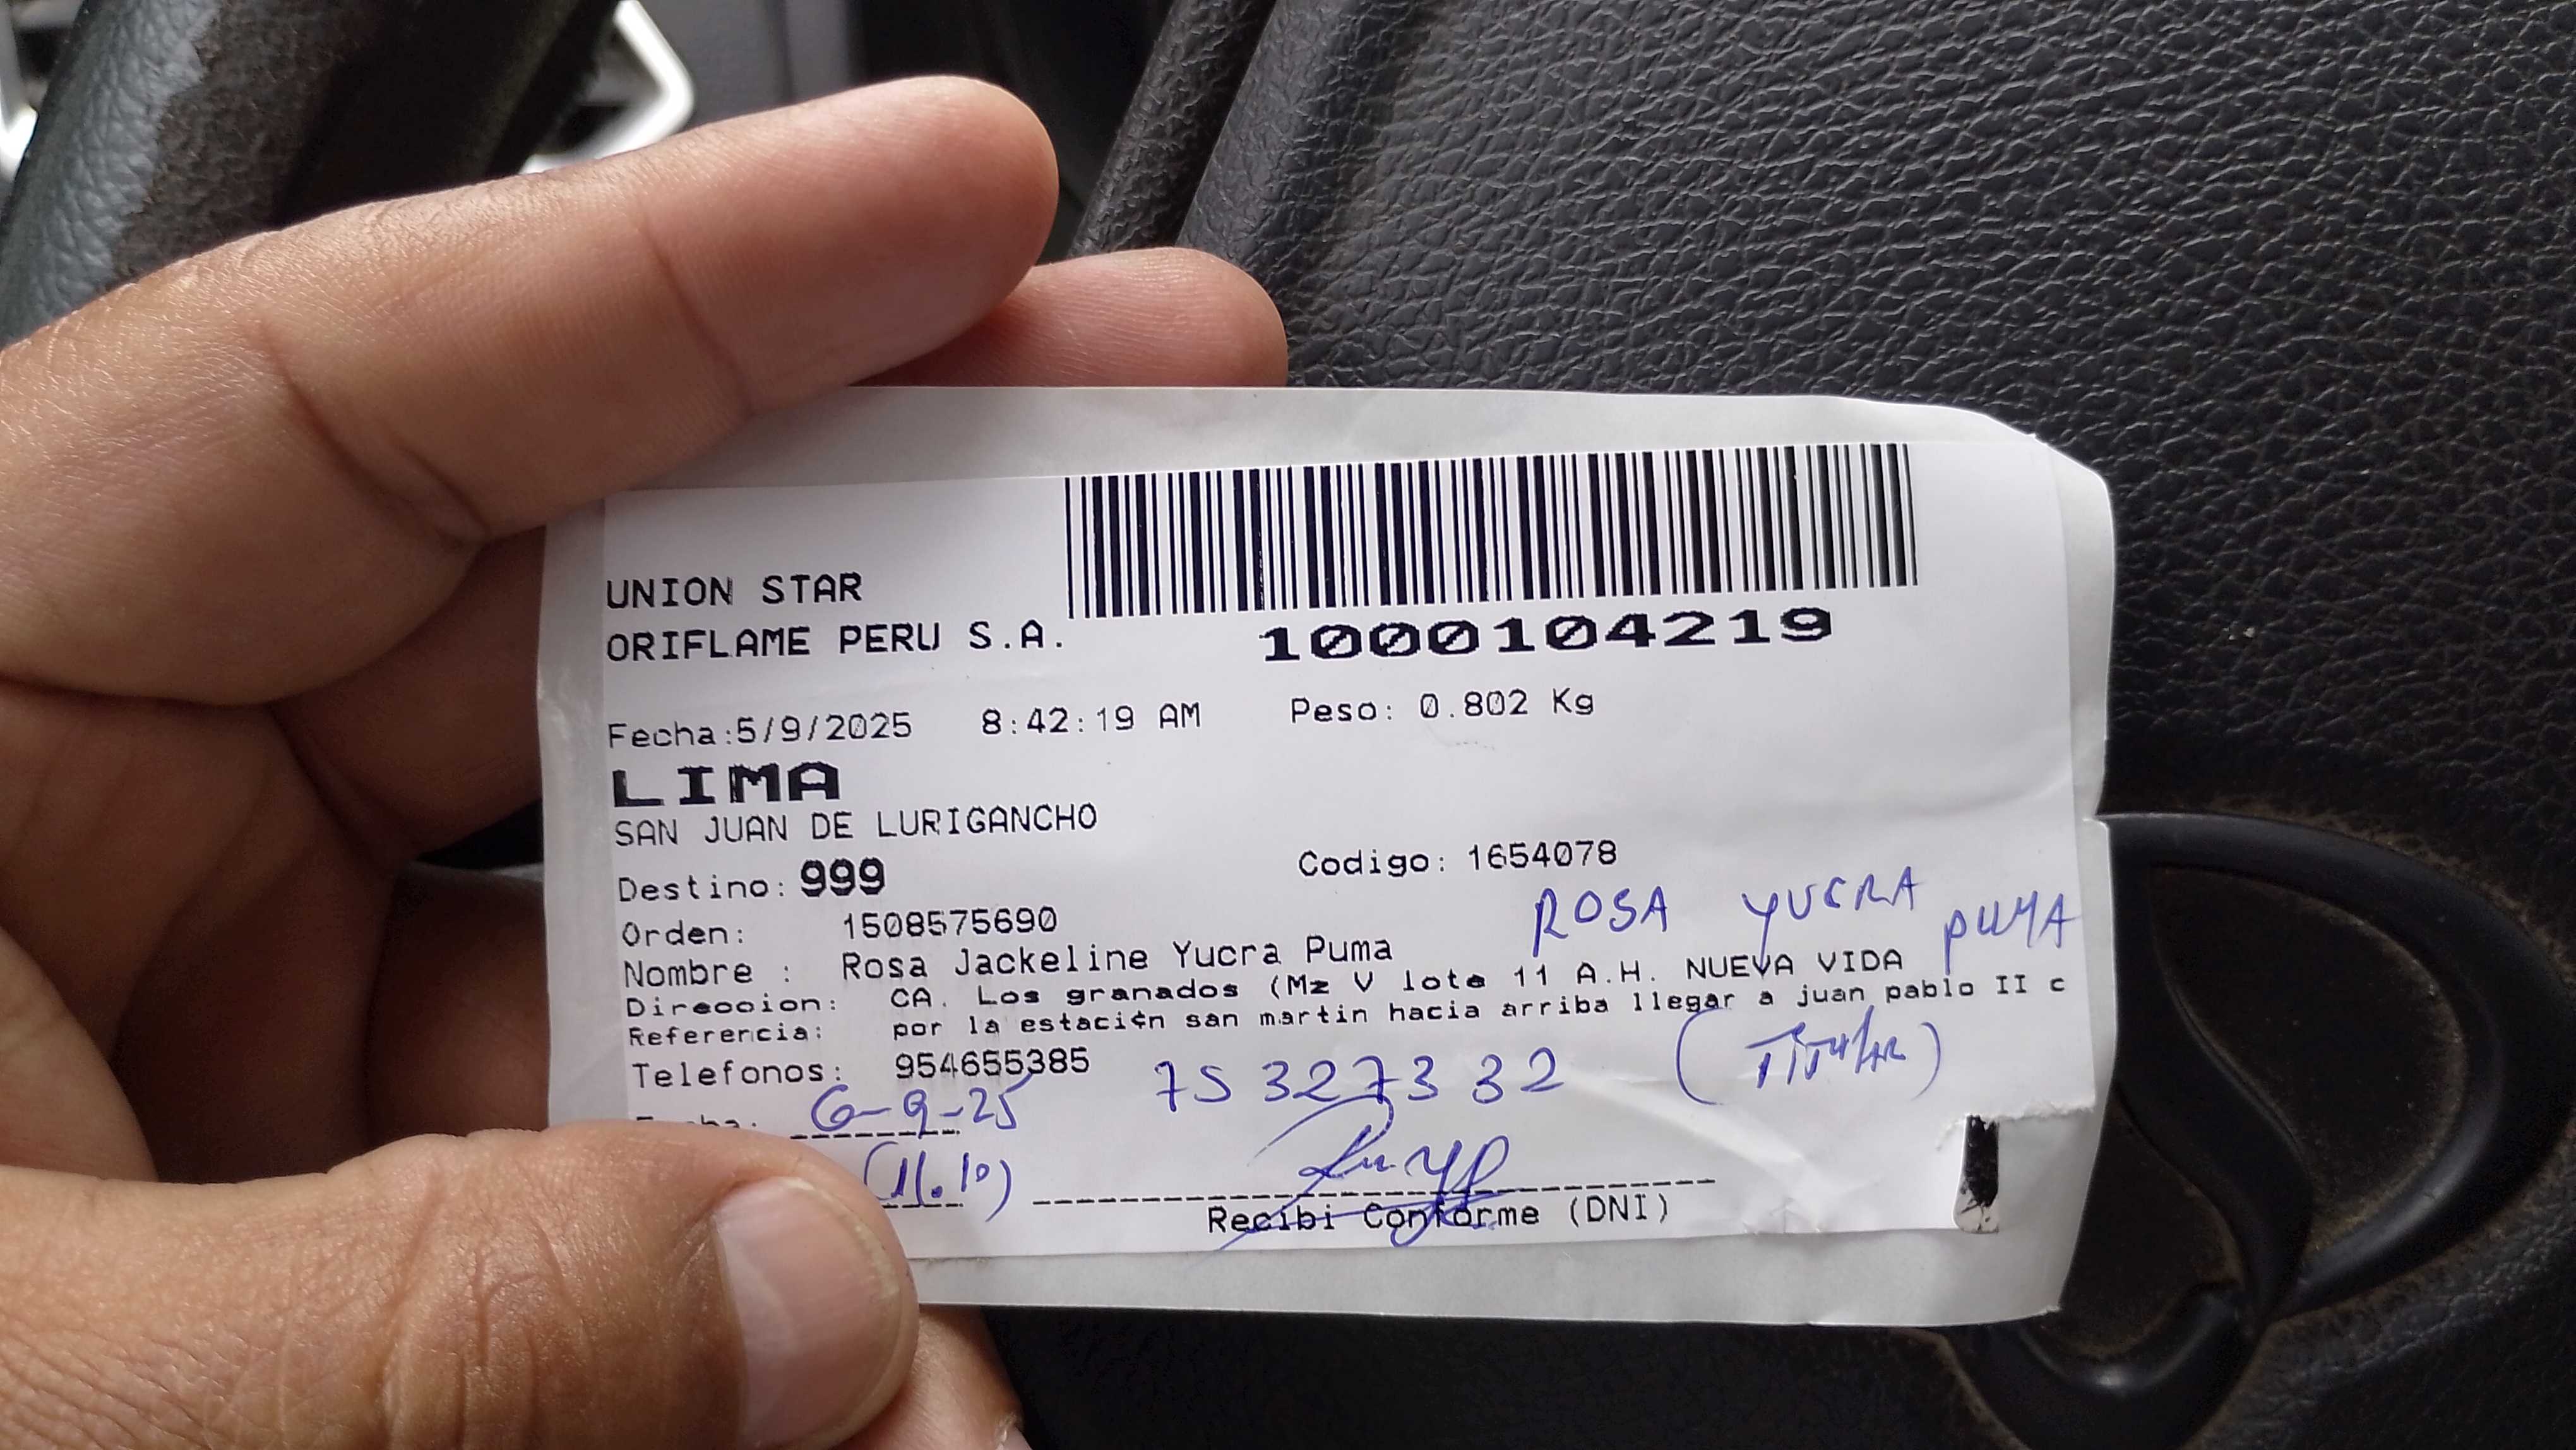 UNION STAR
ORIFLAME PERU S.A.
1000104219
Fecha:5/9/2025 8:42:19 AM Peso: 0.802 Kg
LIMA
SAN JUAN DE LURIGANCHO
Destino: 999 Codigo: 1654078
Orden: 1508575690
ROSA YUCRA PUMA
Nombre : Rosa Jackeline Yucra Puma
Direccion: CA. Los granados (Mz V lote 11 A.H. NUEVA VIDA
Referencia: por la estaci¢n san martin hacia arriba llegar a juan pablo II c
Telefonos: 954655385 75327332 (TITULAR)
Fecha: 6-9-25
(11.10)
Recibi Conforme (DNI)